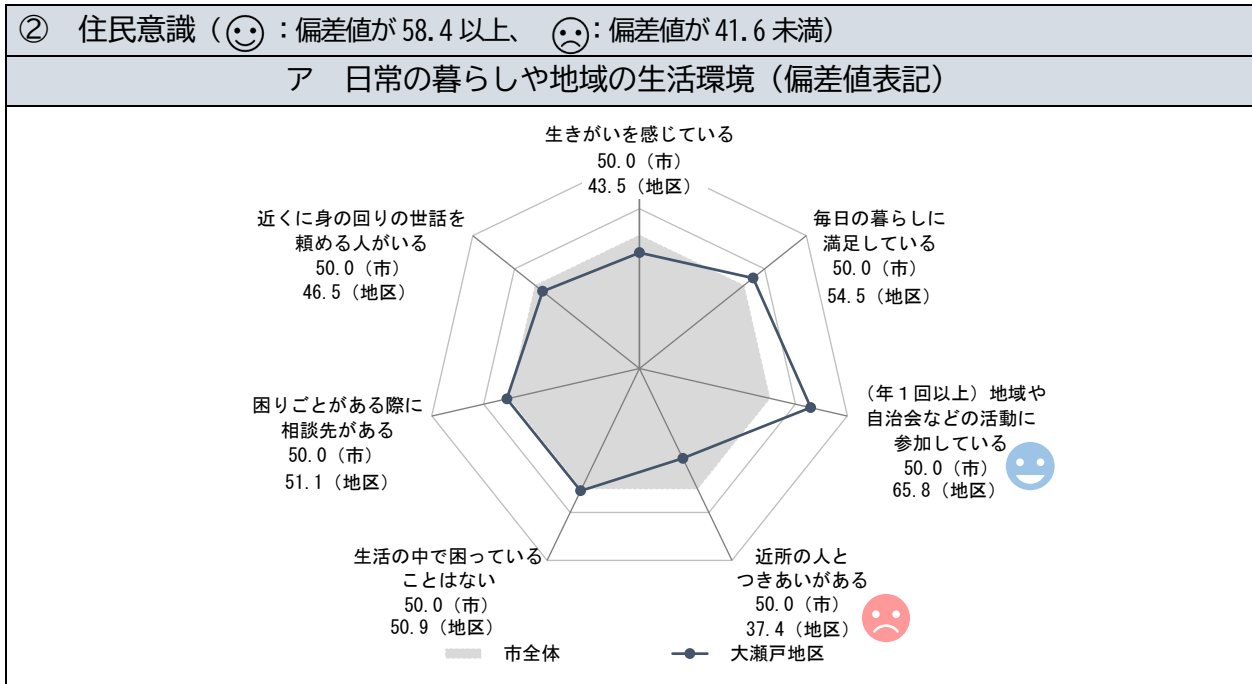 ② 住民意識（ ：偏差値が58.4以上、 ：偏差値が41.6未満）
ア 日常の暮らしや地域の生活環境（偏差値表記）
生きがいを感じている
50.0（市）
43.5（地区）
毎日の暮らしに
満足している
50.0（市）
54.5（地区）
（年１回以上）地域や
自治会などの活動に
参加している
50.0（市）
65.8（地区）
近所の人と
つきあいがある
50.0（市）
37.4（地区）
生活の中で困っている
ことはない
50.0（市）
50.9（地区）
困りごとがある際に
相談先がある
50.0（市）
51.1（地区）
近くに身の回りの世話を
頼める人がいる
50.0（市）
46.5（地区）
市全体
大瀬戸地区